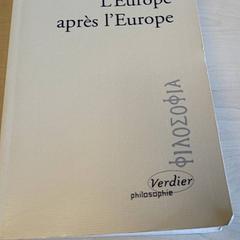 L'Europe
après l'Europe
φιλοσοφια
Verdier
philosophie